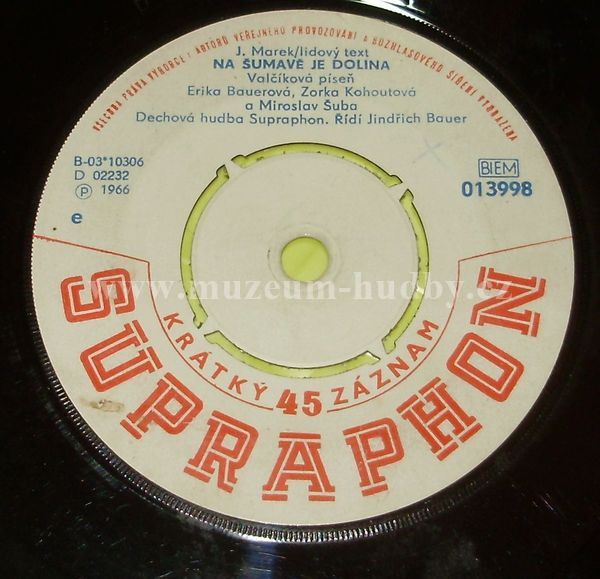 VŠECHNA PRÁVA VÝROBCE I AUTORŮ VEŘEJNÉHO PROVOZOVÁNÍ A ROZHLASOVÉHO ŠÍŘENÍ VYHRAZENA
J. Marek/lidový text
NA ŠUMAVĚ JE DOLINA
Valčíková píseň
Erika Bauerová, Zorka Kohoutová
a Miroslav Šuba
Dechová hudba Supraphon. Řídí Jindřich Bauer
B-03*10306
D 02232
Ⓟ 1966
e
BIEM
013998
www.muzeum-hudby.cz
KRÁTKÝ 45 ZÁZNAM
SUPRAPHON